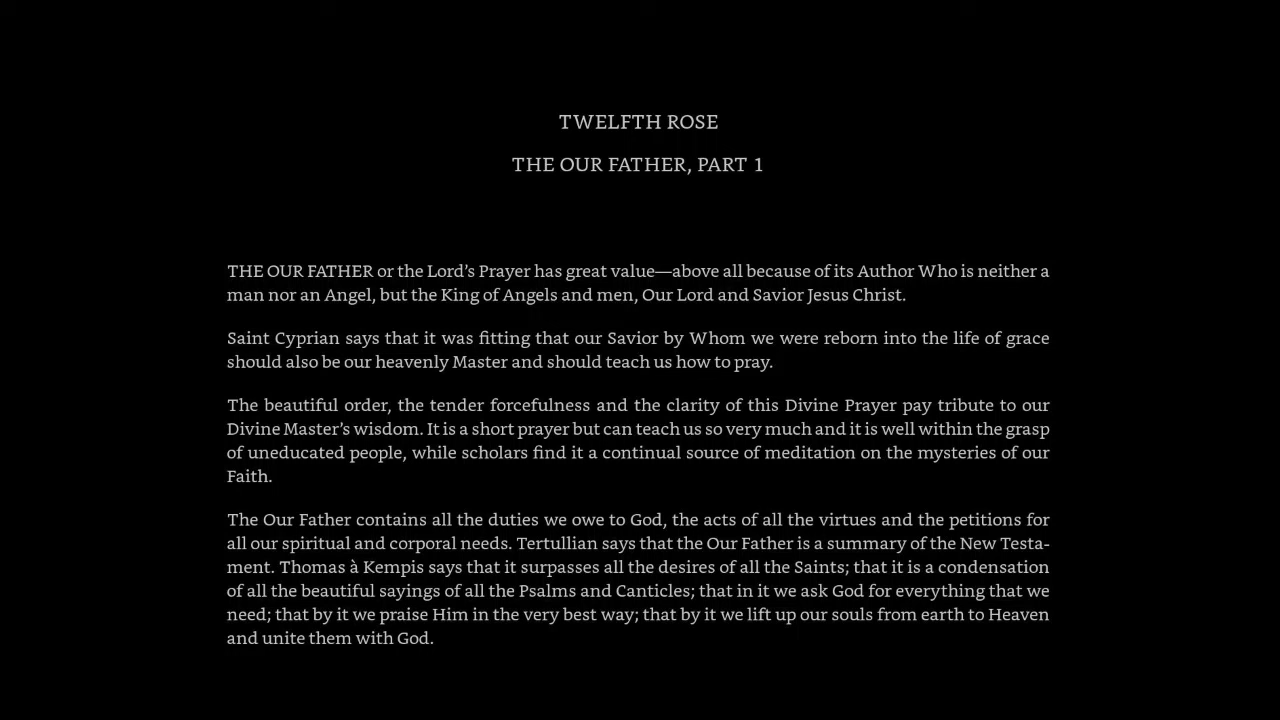 TWELFTH ROSE
THE OUR FATHER, PART 1
THE OUR FATHER or the Lord’s Prayer has great value—above all because of its Author Who is neither a
man nor an Angel, but the King of Angels and men, Our Lord and Savior Jesus Christ.
Saint Cyprian says that it was fitting that our Savior by Whom we were reborn into the life of grace
should also be our heavenly Master and should teach us how to pray.
The beautiful order, the tender forcefulness and the clarity of this Divine Prayer pay tribute to our
Divine Master’s wisdom. It is a short prayer but can teach us so very much and it is well within the grasp
of uneducated people, while scholars find it a continual source of meditation on the mysteries of our
Faith.
The Our Father contains all the duties we owe to God, the acts of all the virtues and the petitions for
all our spiritual and corporal needs. Tertullian says that the Our Father is a summary of the New Testa-
ment. Thomas à Kempis says that it surpasses all the desires of all the Saints; that it is a condensation
of all the beautiful sayings of all the Psalms and Canticles; that in it we ask God for everything that we
need; that by it we praise Him in the very best way; that by it we lift up our souls from earth to Heaven
and unite them with God.